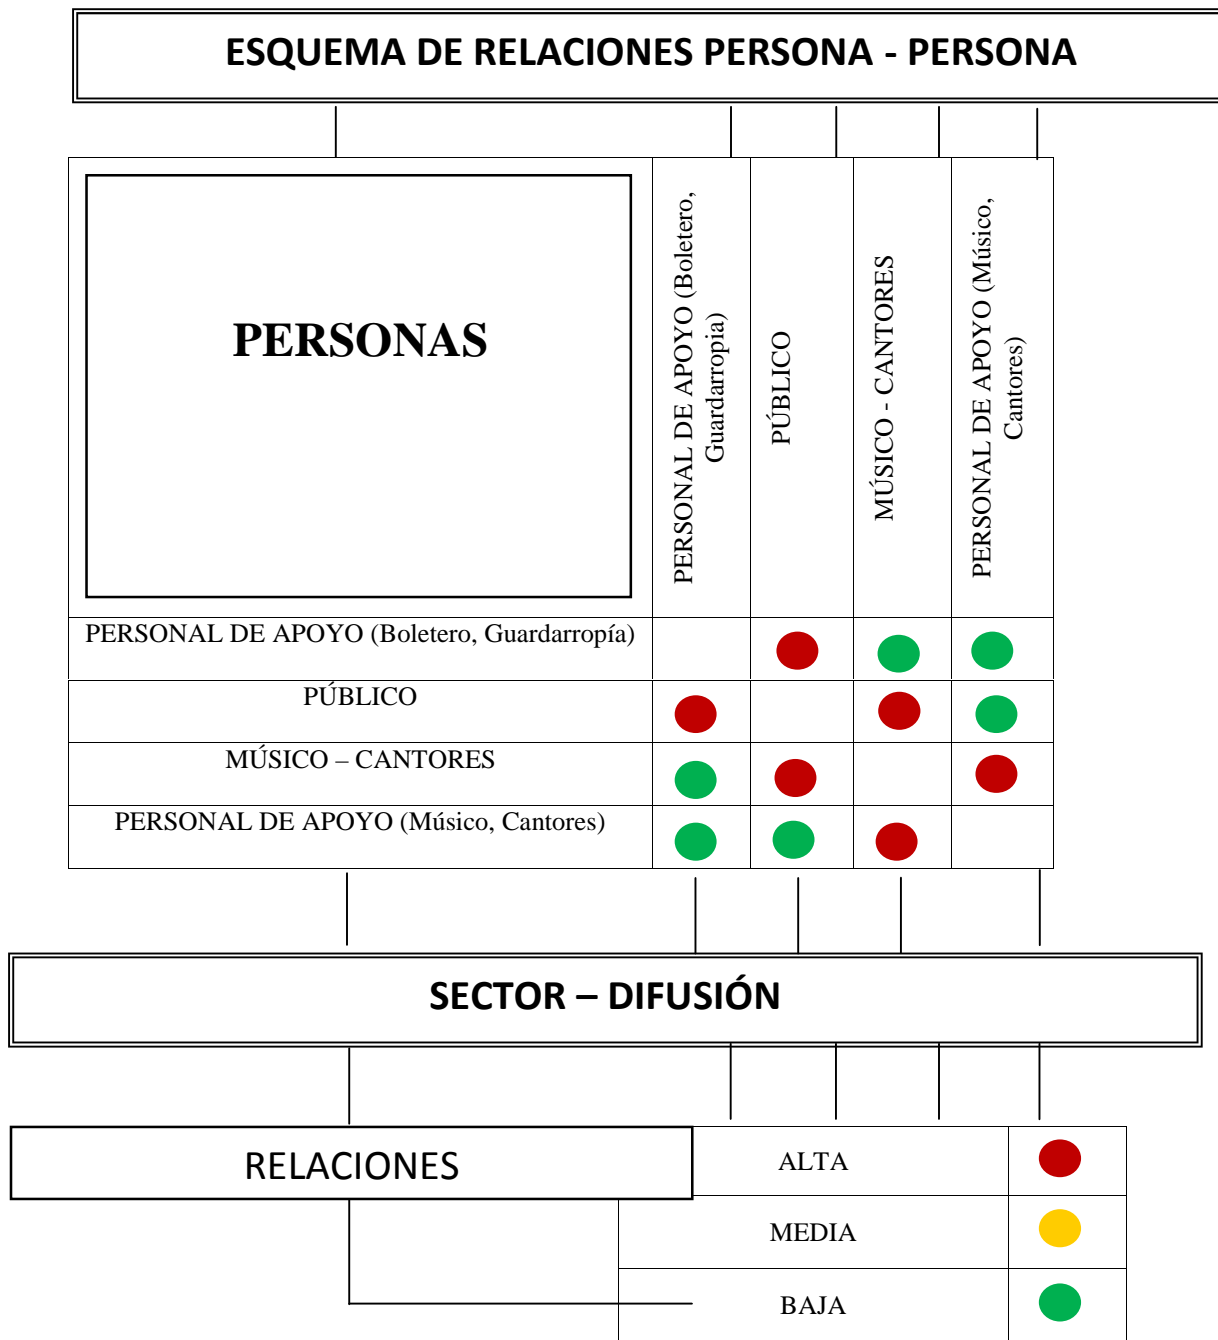 ESQUEMA DE RELACIONES PERSONA - PERSONA
PERSONAS
PERSONAL DE APOYO (Boletero,
Guardarropia)
PÚBLICO
MÚSICO - CANTORES
PERSONAL DE APOYO (Músico,
Cantores)
PERSONAL DE APOYO (Boletero, Guardarropía)
PÚBLICO
MÚSICO – CANTORES
PERSONAL DE APOYO (Músico, Cantores)
SECTOR – DIFUSIÓN
RELACIONES
ALTA
MEDIA
BAJA